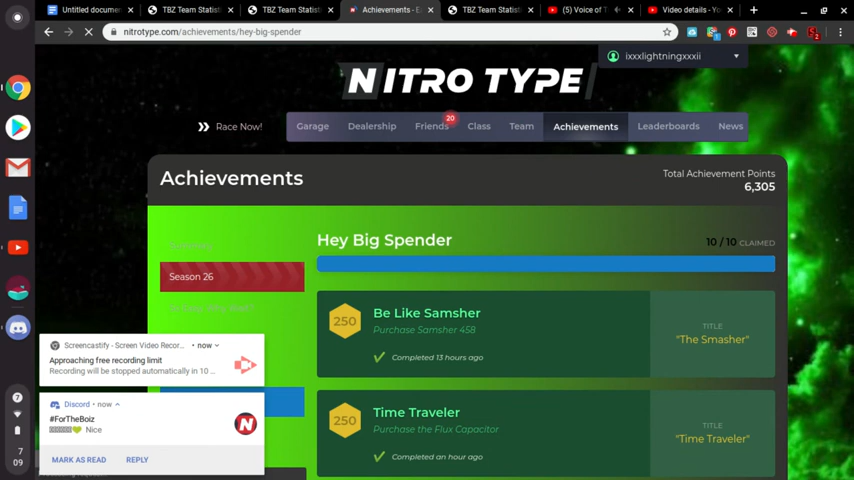 Untitled document
TBZ Team Statist
TBZ Team Statist
Achievements - E
TBZ Team Statist
(5) Voice of T
Video details - Yo
nitrotype.com/achievements/hey-big-spender
ixxxlightningxxxii
NITRO TYPE
Race Now!
Garage
Dealership
Friends
20
Class
Team
Achievements
Leaderboards
News
Achievements
Total Achievement Points
6,305
Hey Big Spender
10 / 10 CLAIMED
Season 26
250
Be Like Samsher
Purchase Samsher 458
Completed 13 hours ago
TITLE
"The Smasher"
250
Time Traveler
Purchase the Flux Capacitor
Completed an hour ago
TITLE
"Time Traveler"
Screencastify - Screen Video Recor... • now
Approaching free recording limit
Recording will be stopped automatically in 10 ...
Discord • now
#ForTheBoiz
Nice
MARK AS READ
REPLY
7
7
09